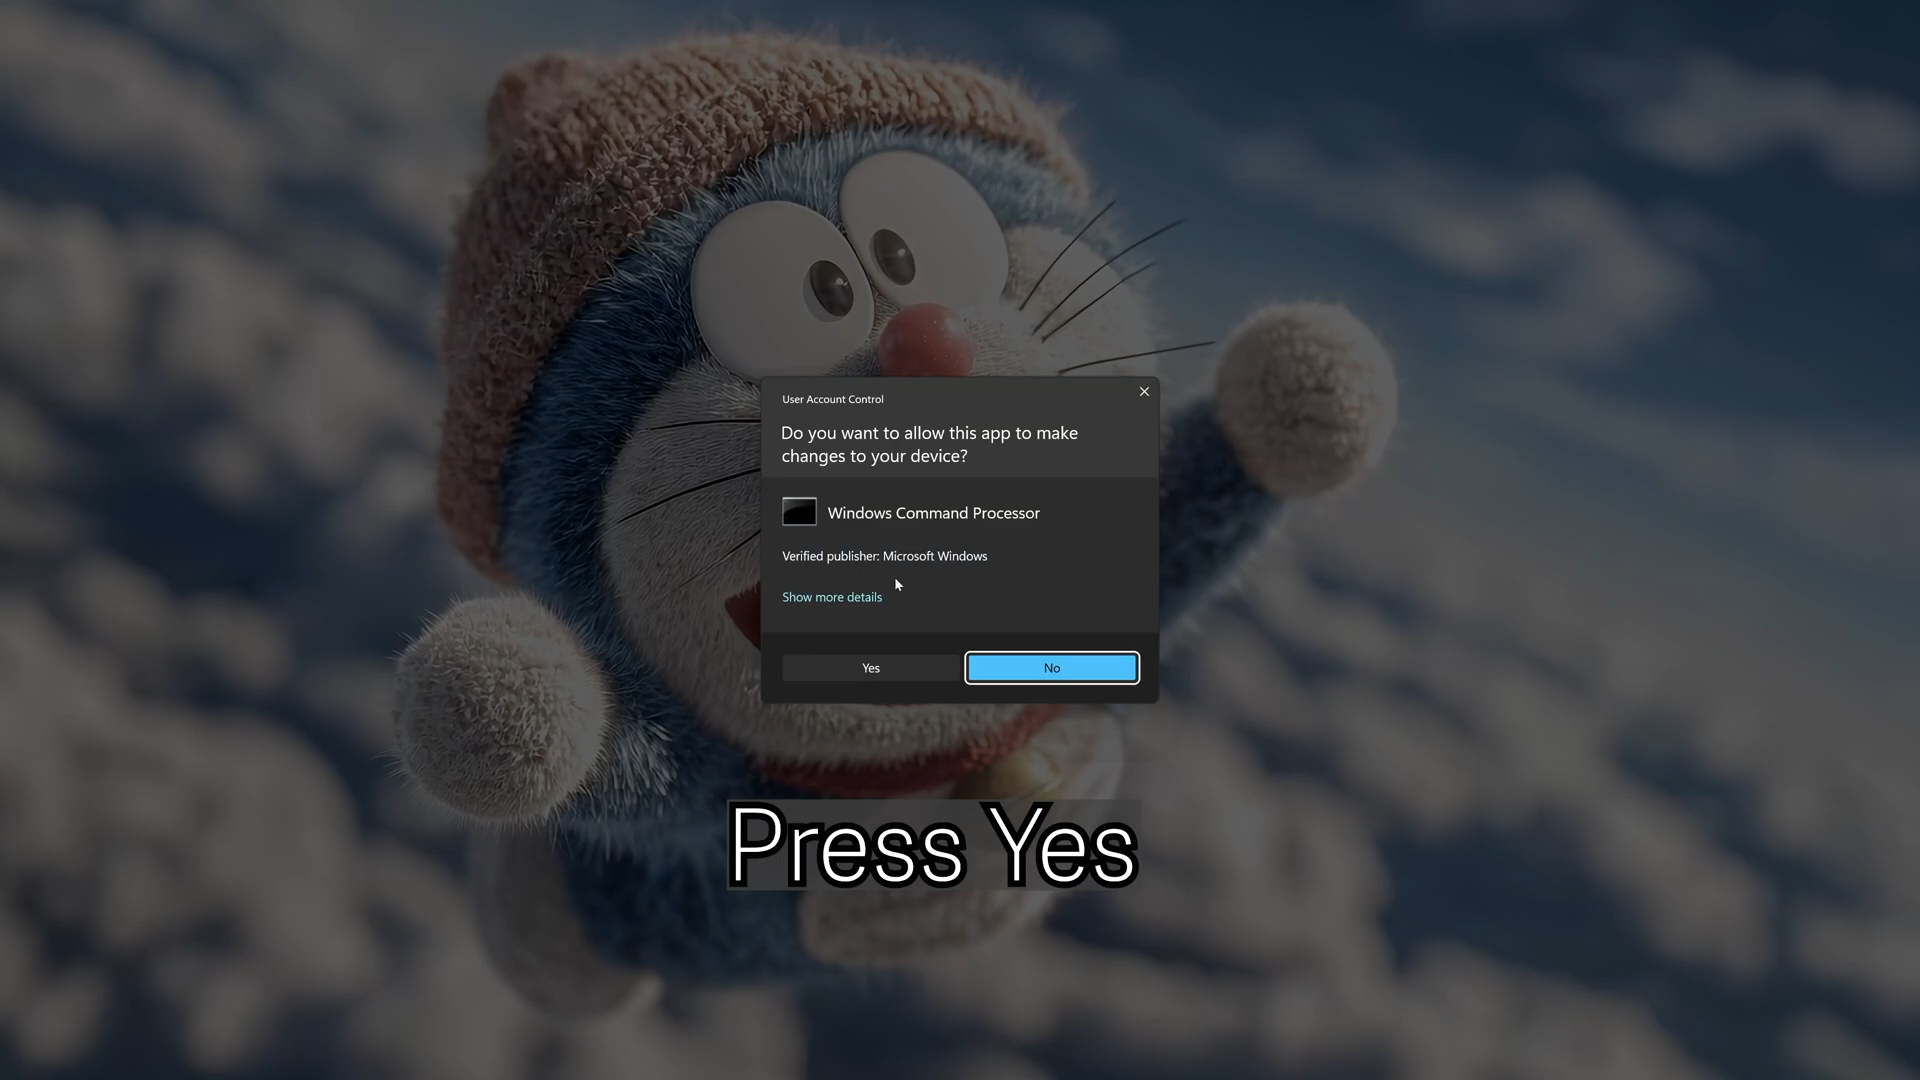 User Account Control
Do you want to allow this app to make
changes to your device?
Windows Command Processor
Verified publisher: Microsoft Windows
Show more details
Yes
No
Press Yes